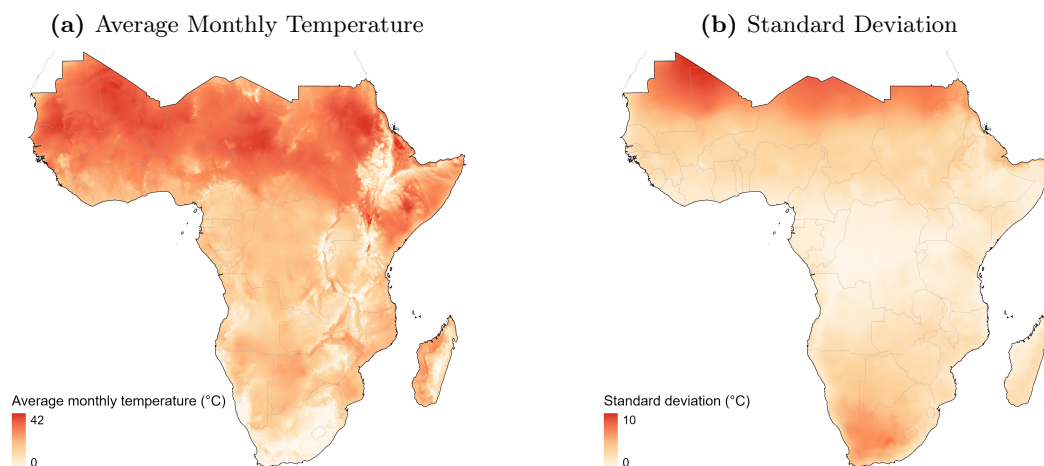 (a) Average Monthly Temperature
(b) Standard Deviation
Average monthly temperature (°C)
42
0
Standard deviation (°C)
10
0